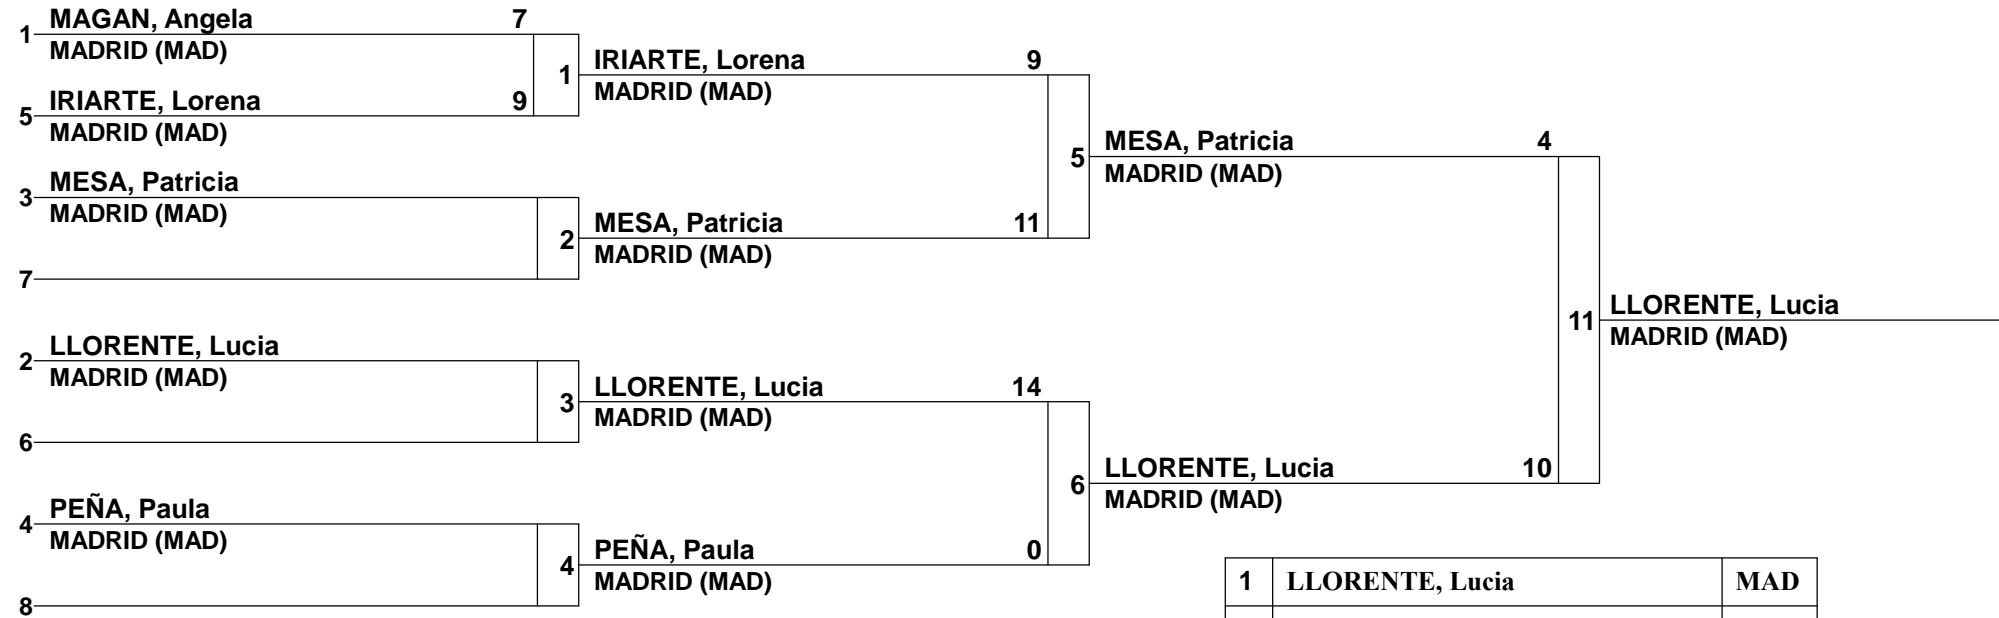 MAGAN, Angela 7
1
MADRID (MAD)
IRIARTE, Lorena 9
5
MADRID (MAD)
1
IRIARTE, Lorena 9
MADRID (MAD)
MESA, Patricia
3
MADRID (MAD)
7
2
MESA, Patricia 11
MADRID (MAD)
5
MESA, Patricia 4
MADRID (MAD)
LLORENTE, Lucia
2
MADRID (MAD)
6
3
LLORENTE, Lucia 14
MADRID (MAD)
PEÑA, Paula
4
MADRID (MAD)
8
4
PEÑA, Paula 0
MADRID (MAD)
6
LLORENTE, Lucia 10
MADRID (MAD)
11
LLORENTE, Lucia
MADRID (MAD)
1 LLORENTE, Lucia MAD